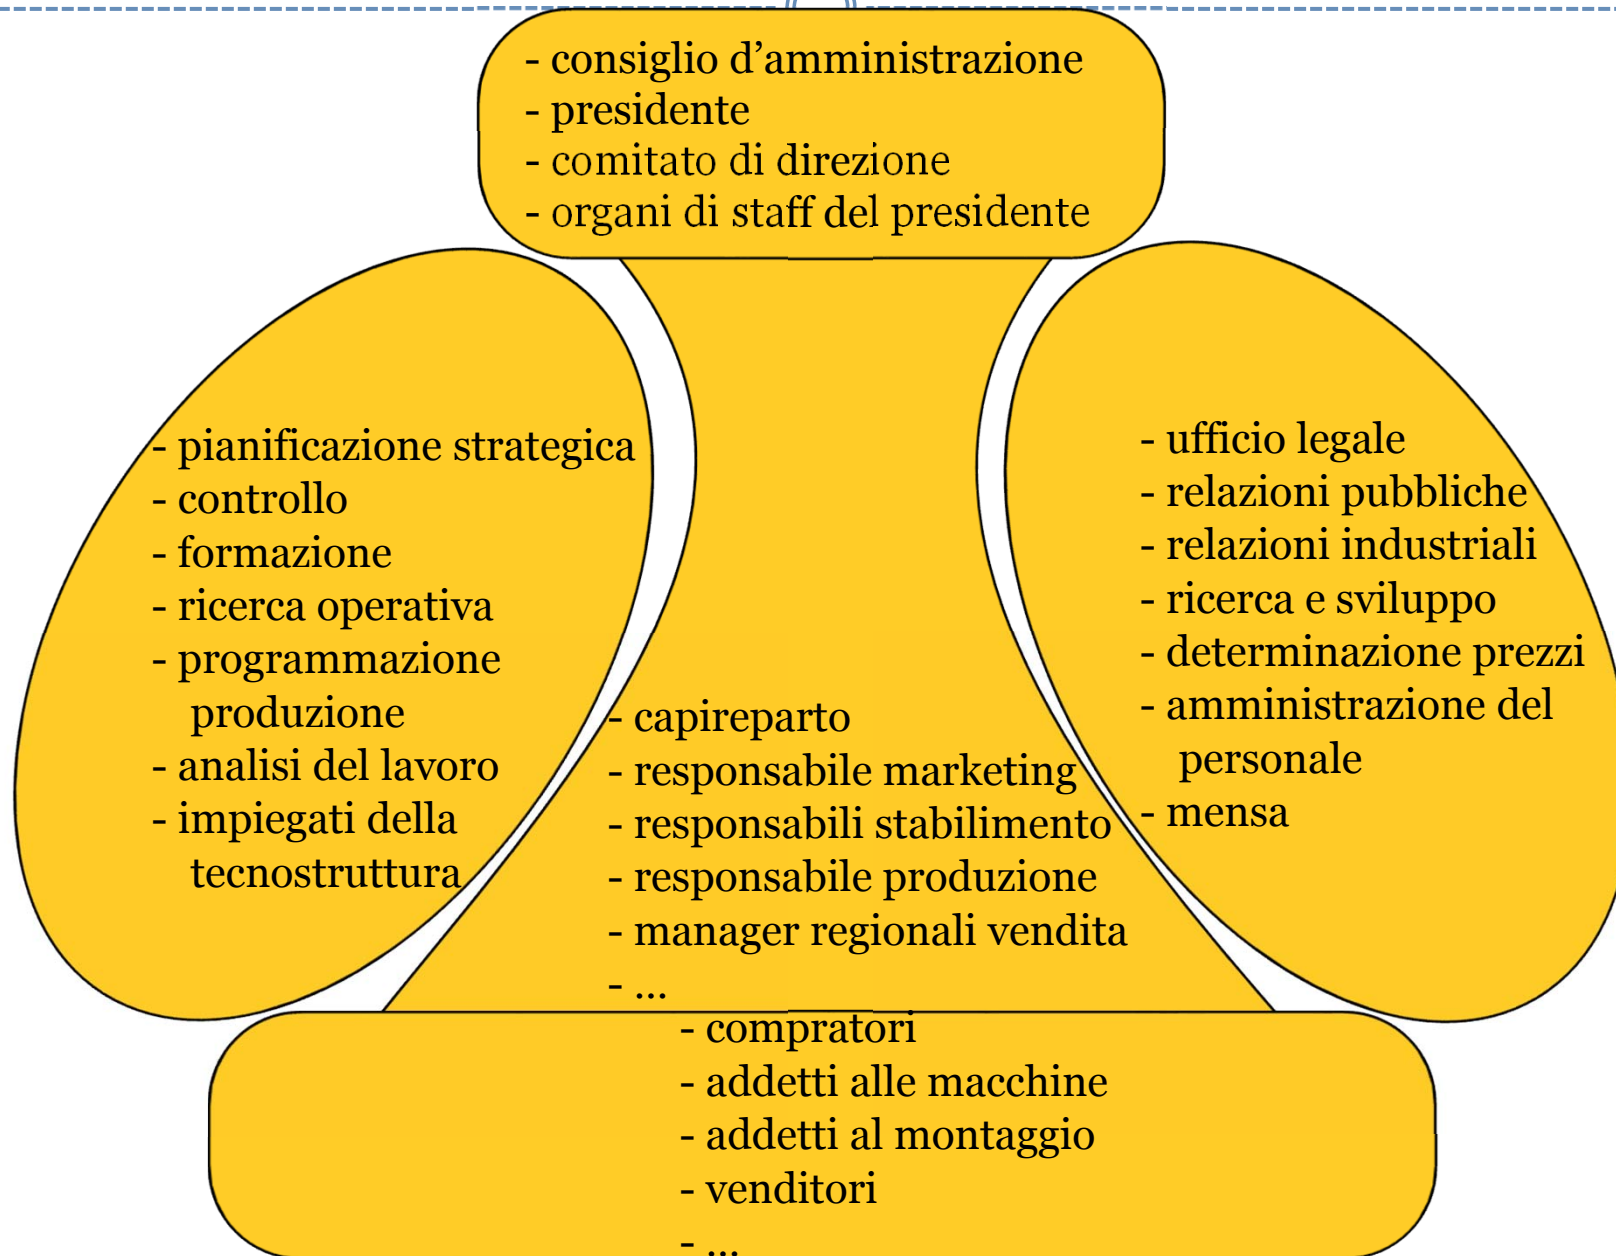 - consiglio d’amministrazione
- presidente
- comitato di direzione
- organi di staff del presidente
- pianificazione strategica
- controllo
- formazione
- ricerca operativa
- programmazione
produzione
- analisi del lavoro
- impiegati della
tecnostruttura
- capireparto
- responsabile marketing
- responsabili stabilimento
- responsabile produzione
- manager regionali vendita
- ...
- ufficio legale
- relazioni pubbliche
- relazioni industriali
- ricerca e sviluppo
- determinazione prezzi
- amministrazione del
personale
- mensa
- compratori
- addetti alle macchine
- addetti al montaggio
- venditori
- ...